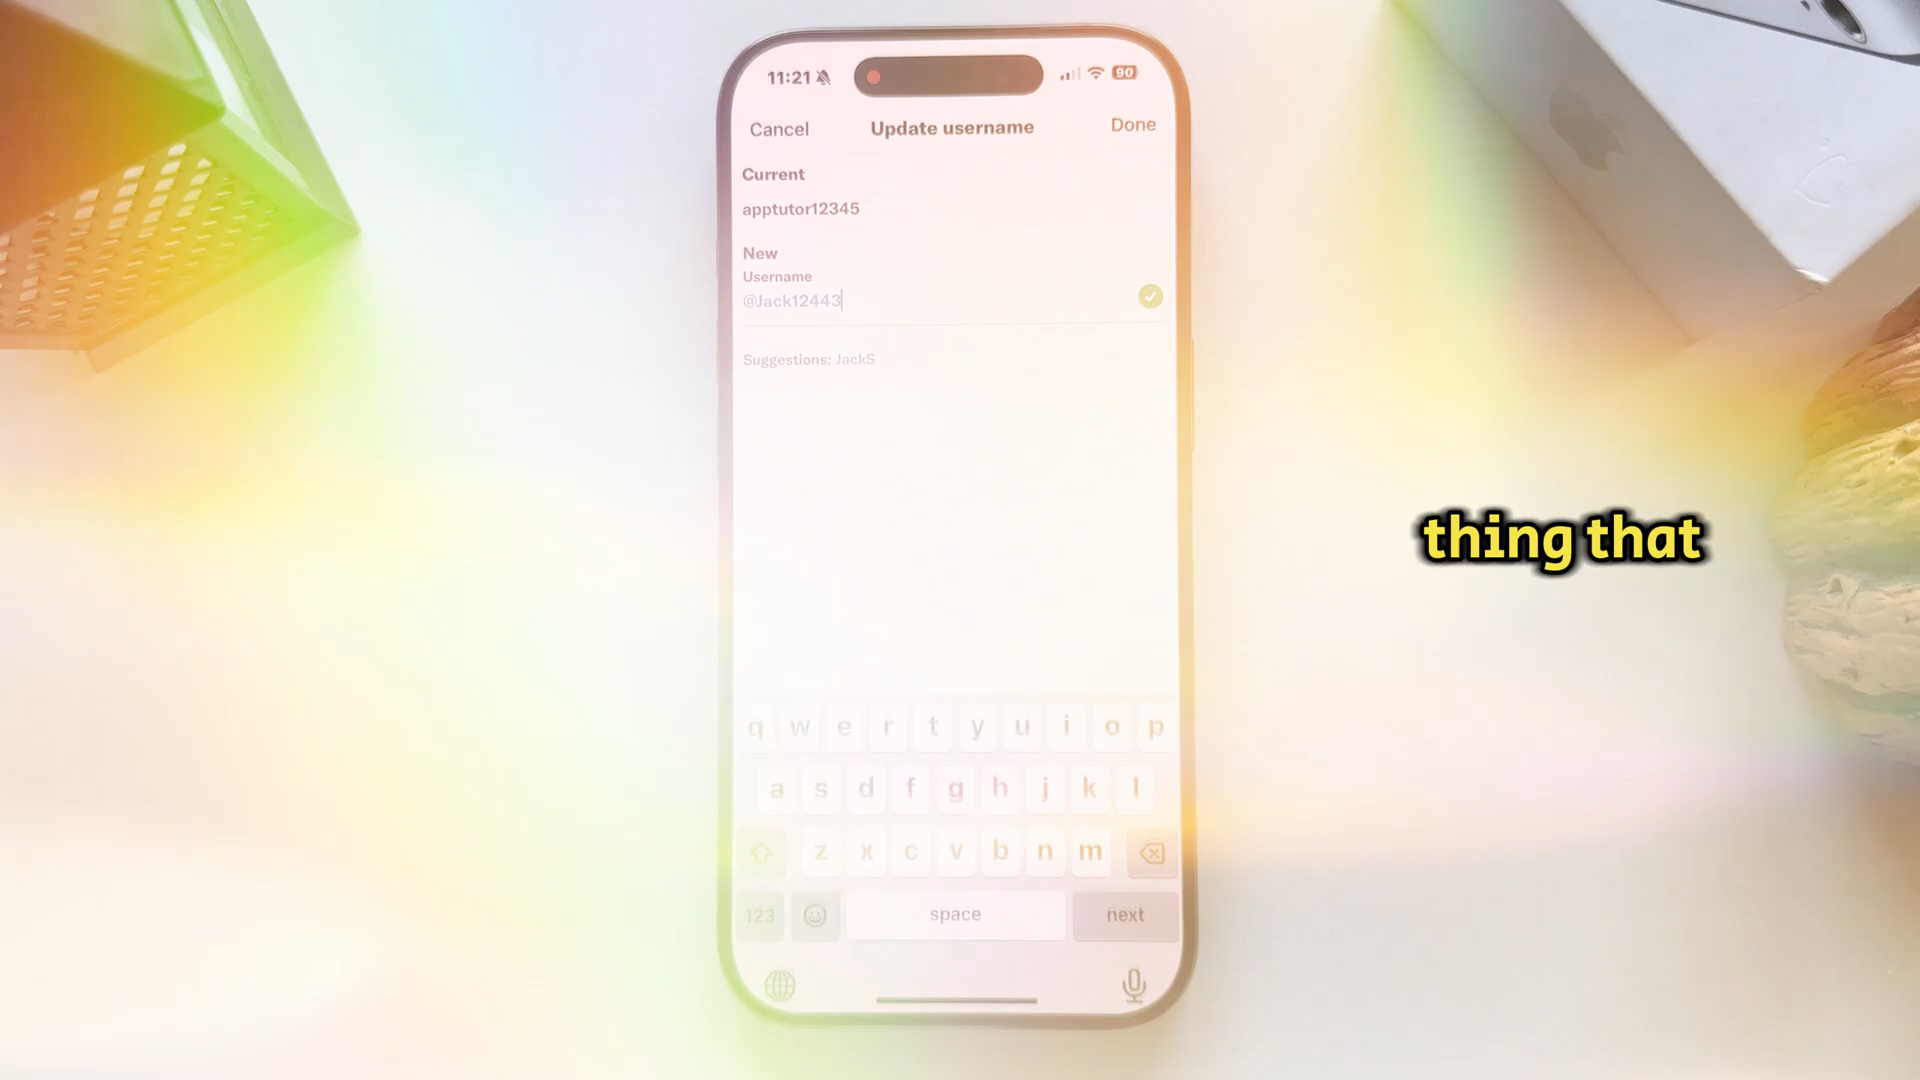 11:21
90
Cancel Update username Done
Current
apptutor12345
New
Username
@Jack12443
Suggestions: JackS
thing that
q w e r t y u i o p
a s d f g h j k l
z x c v b n m
123 space next